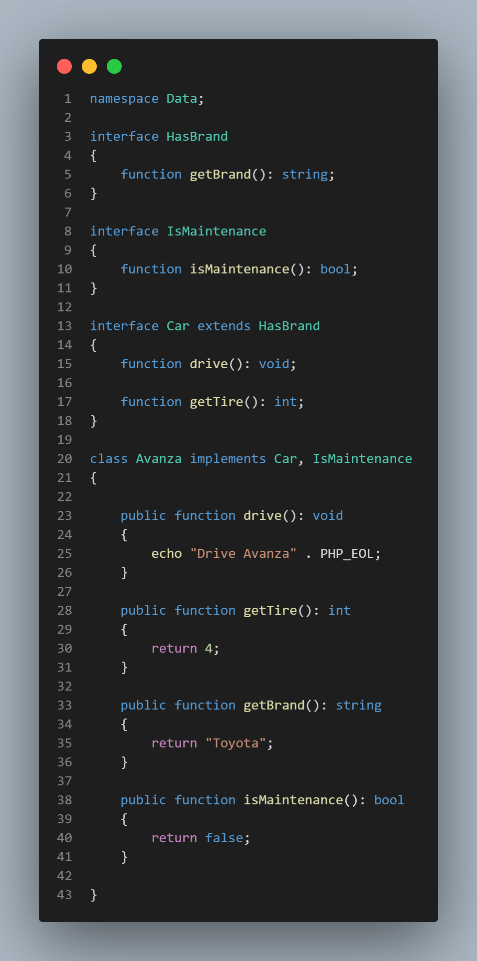 1 namespace Data;
2
3 interface HasBrand
4 {
5     function getBrand(): string;
6 }
7
8 interface IsMaintenance
9 {
10     function isMaintenance(): bool;
11 }
12
13 interface Car extends HasBrand
14 {
15     function drive(): void;
16
17     function getTire(): int;
18 }
19
20 class Avanza implements Car, IsMaintenance
21 {
22
23     public function drive(): void
24     {
25         echo "Drive Avanza" . PHP_EOL;
26     }
27
28     public function getTire(): int
29     {
30         return 4;
31     }
32
33     public function getBrand(): string
34     {
35         return "Toyota";
36     }
37
38     public function isMaintenance(): bool
39     {
40         return false;
41     }
42
43 }